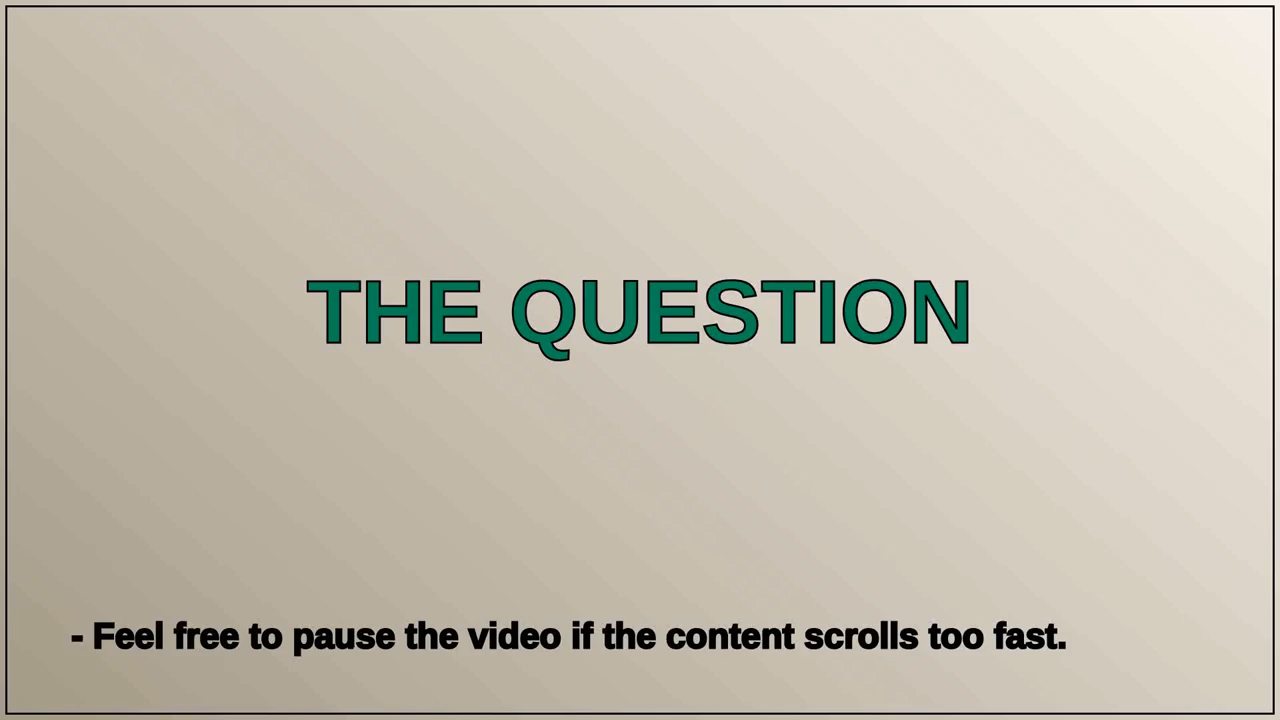 THE QUESTION
- Feel free to pause the video if the content scrolls too fast.